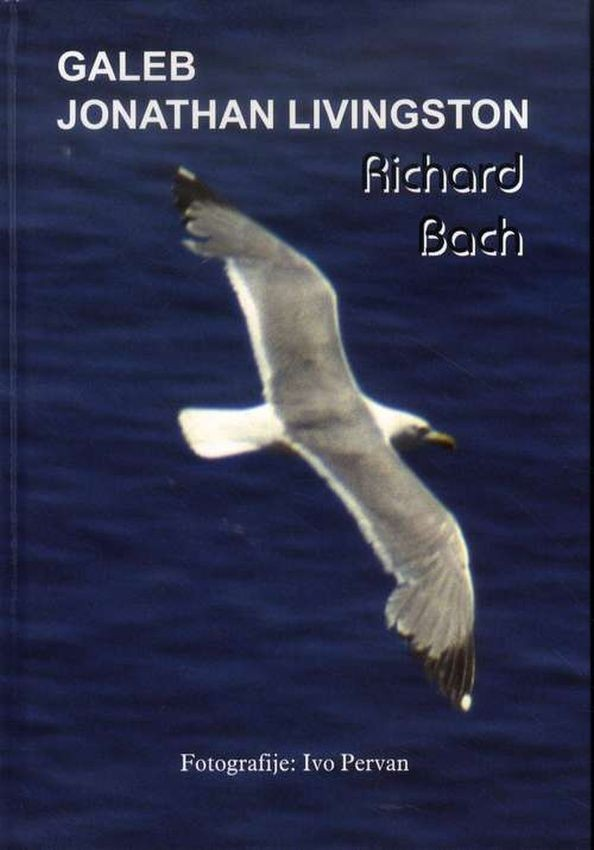 GALEB
JONATHAN LIVINGSTON
Richard
Bach
Fotografije: Ivo Pervan